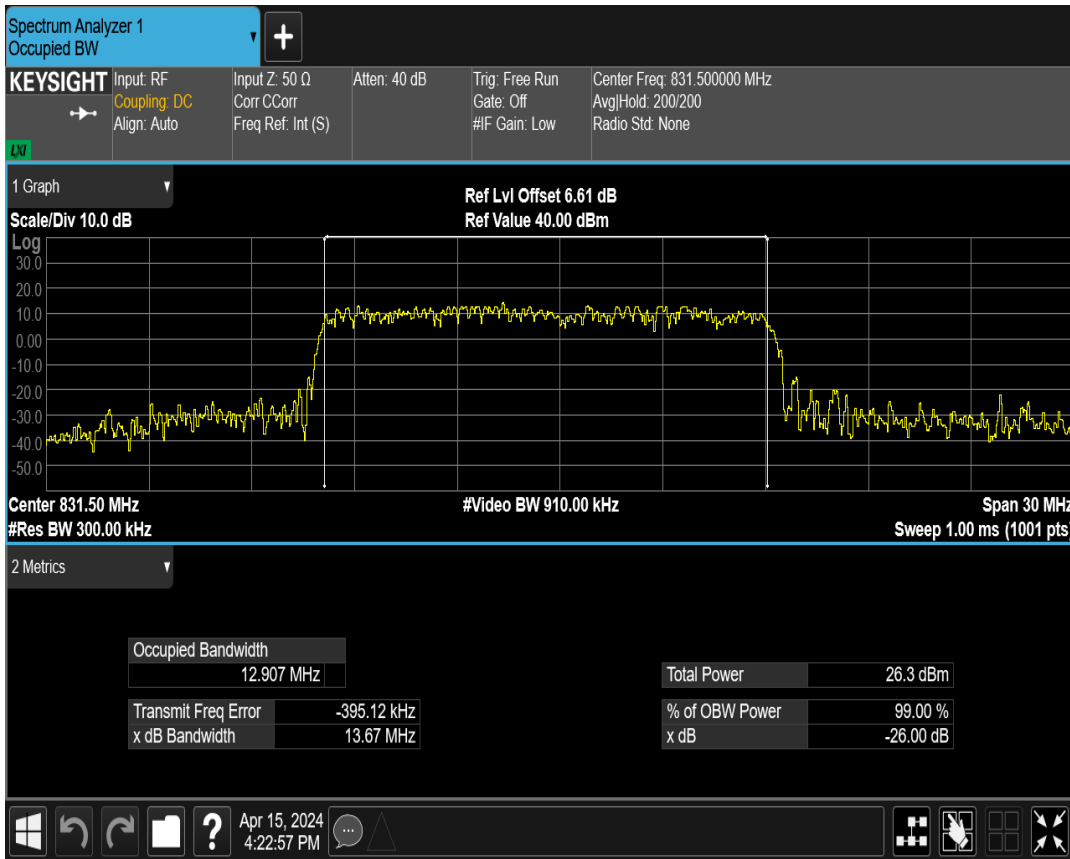 Spectrum Analyzer 1
Occupied BW
KEYSIGHT
LXI
Input: RF
Coupling: DC
Align: Auto
Input Z: 50 Ω
Corr CCorr
Freq Ref: Int (S)
Atten: 40 dB
Trig: Free Run
Gate: Off
#IF Gain: Low
Center Freq: 831.500000 MHz
Avg|Hold: 200/200
Radio Std: None
1 Graph
Scale/Div 10.0 dB
Ref Lvl Offset 6.61 dB
Ref Value 40.00 dBm
Log
30.0
20.0
10.0
0.00
-10.0
-20.0
-30.0
-40.0
-50.0
Center 831.50 MHz
#Video BW 910.00 kHz
Span 30 MHz
#Res BW 300.00 kHz
Sweep 1.00 ms (1001 pts)
2 Metrics
Occupied Bandwidth
12.907 MHz
Transmit Freq Error -395.12 kHz
x dB Bandwidth 13.67 MHz
Total Power 26.3 dBm
% of OBW Power 99.00 %
x dB -26.00 dB
?
Apr 15, 2024
4:22:57 PM